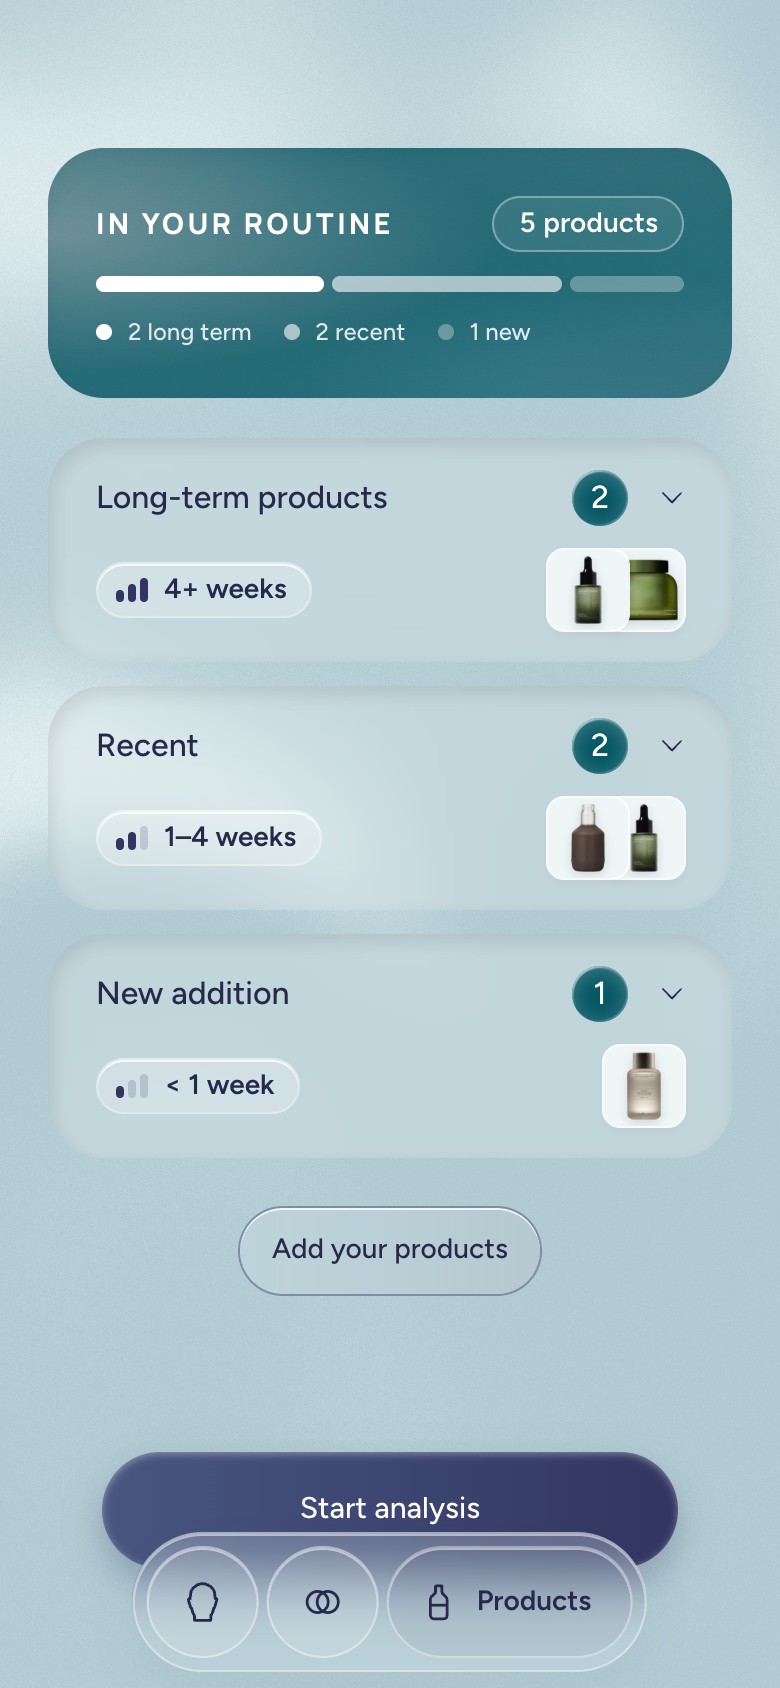 IN YOUR ROUTINE
5 products
2 long term
2 recent
1 new
Long-term products
2
4+ weeks
Recent
2
1–4 weeks
New addition
1
< 1 week
Add your products
Start analysis
Products